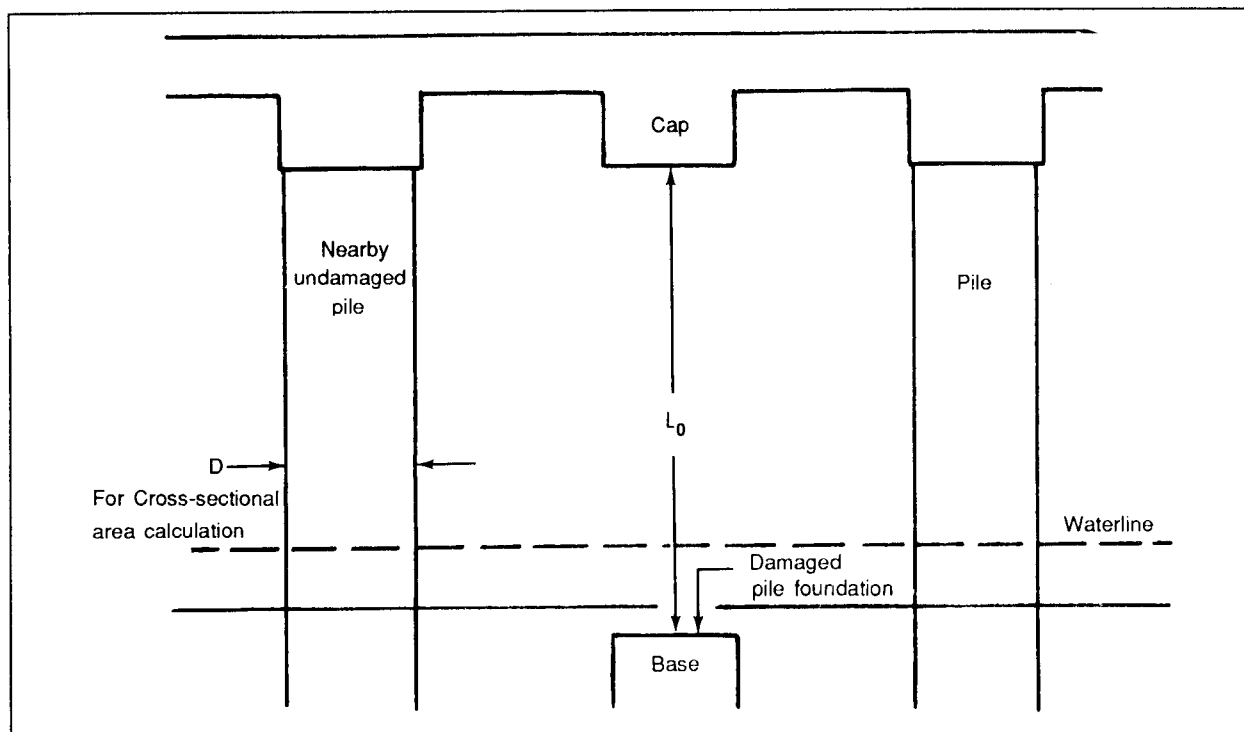 Cap
Nearby
undamaged
pile
Pile
L0
D
For Cross-sectional
area calculation
Waterline
Damaged
pile foundation
Base